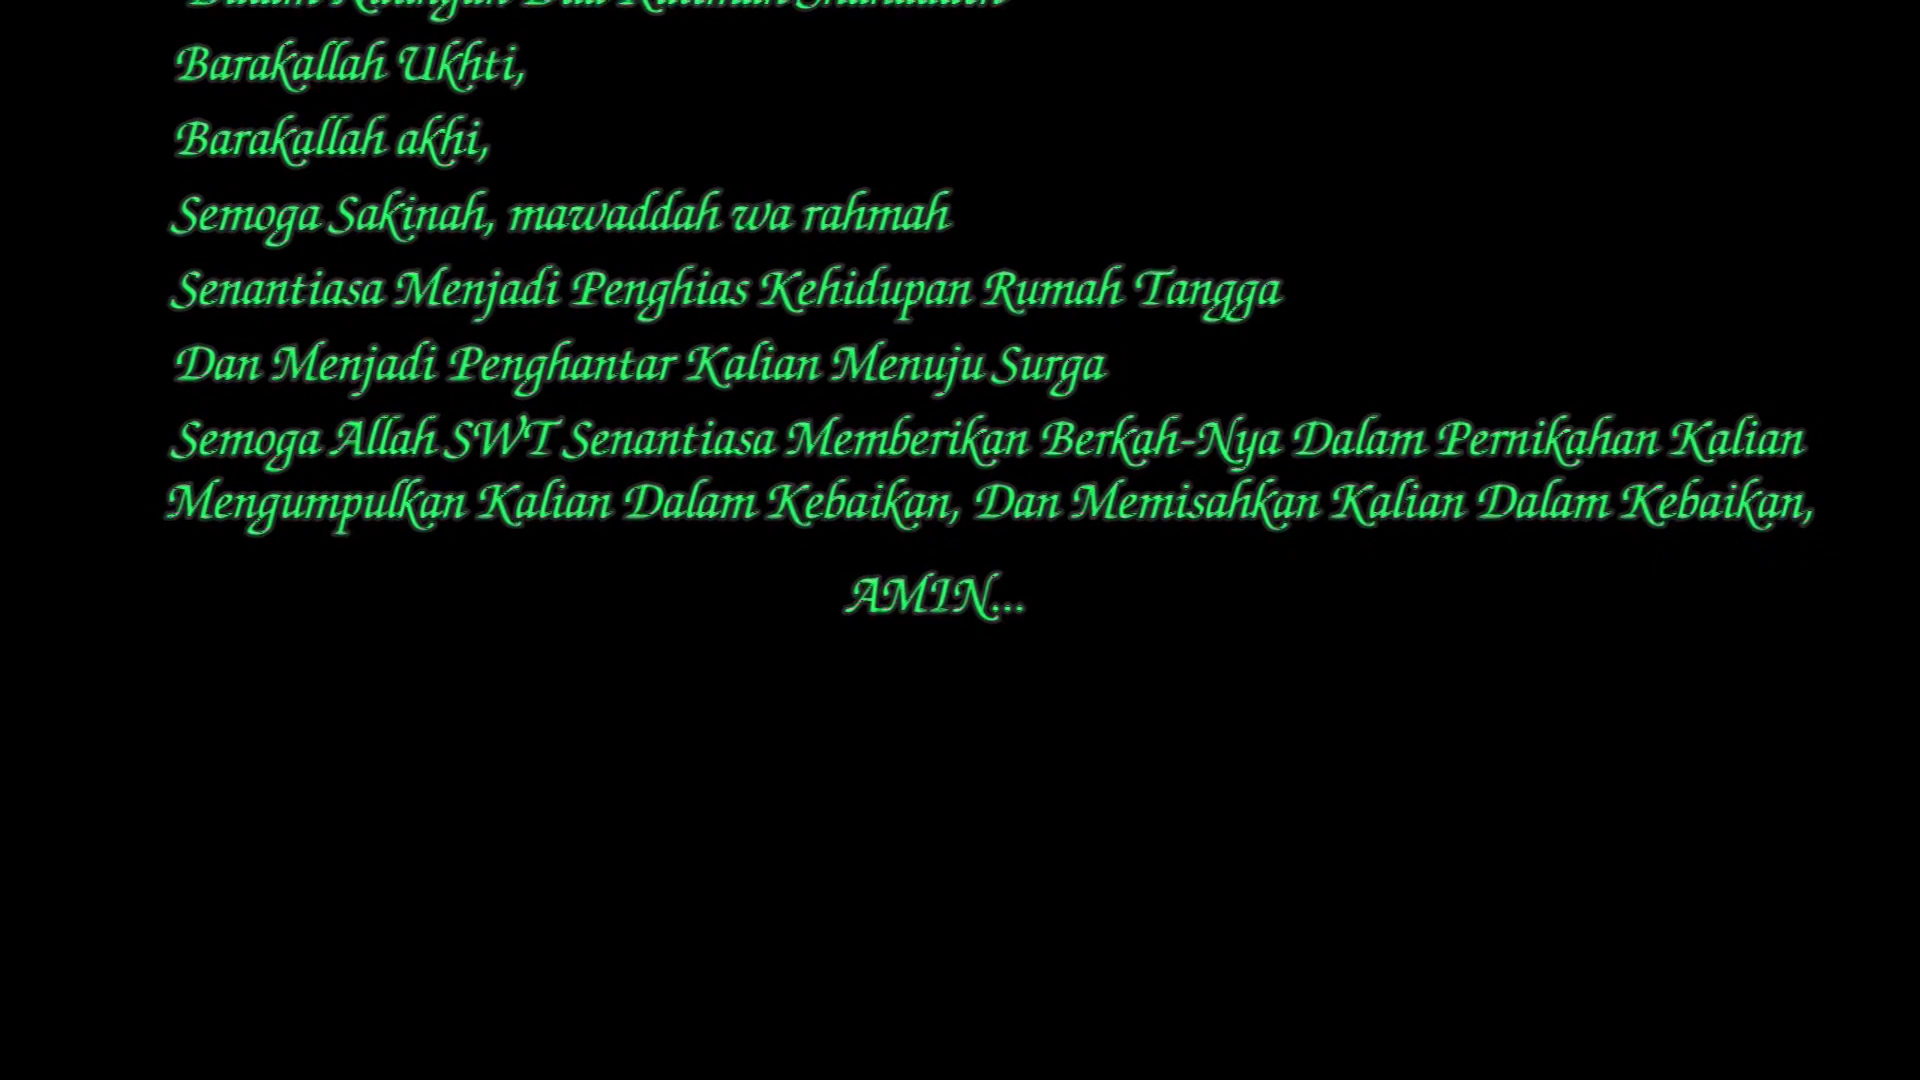 Dalam
Barakallah Ukhti,
Barakallah akhi,
Semoga Sakinah, mawaddah wa rahmah
Senantiasa Menjadi Penghias Kehidupan Rumah Tangga
Dan Menjadi Penghantar Kalian Menuju Surga
Semoga Allah SWT Senantiasa Memberikan Berkah-Nya Dalam Pernikahan Kalian
Mengumpulkan Kalian Dalam Kebaikan, Dan Memisahkan Kalian Dalam Kebaikan,
AMIN...